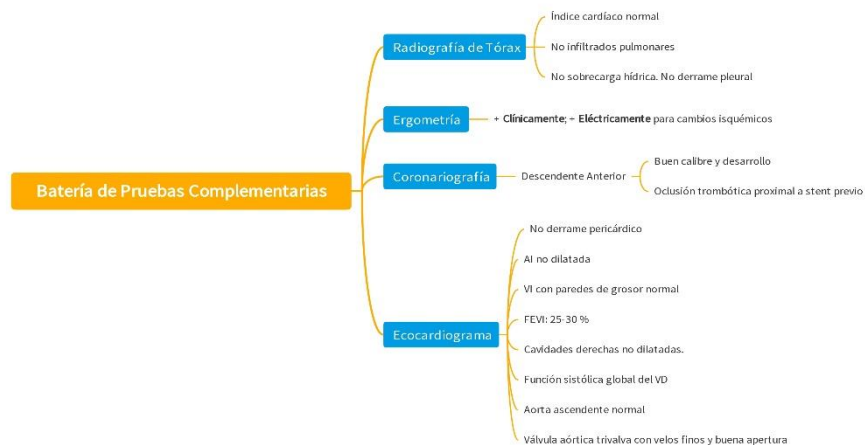 Batería de Pruebas Complementarias
Radiografía de Tórax
Índice cardíaco normal
No infiltrados pulmonares
No sobrecarga hídrica. No derrame pleural
Ergometría
+ Clínicamente; + Eléctricamente para cambios isquémicos
Coronariografía
Descendente Anterior
Buen calibre y desarrollo
Oclusión trombótica proximal a stent previo
Ecocardiograma
No derrame pericárdico
AI no dilatada
VI con paredes de grosor normal
FEVI: 25-30 %
Cavidades derechas no dilatadas.
Función sistólica global del VD
Aorta ascendente normal
Válvula aórtica trivalva con velos finos y buena apertura